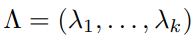 Λ = (λ₁, . . . , λₖ)